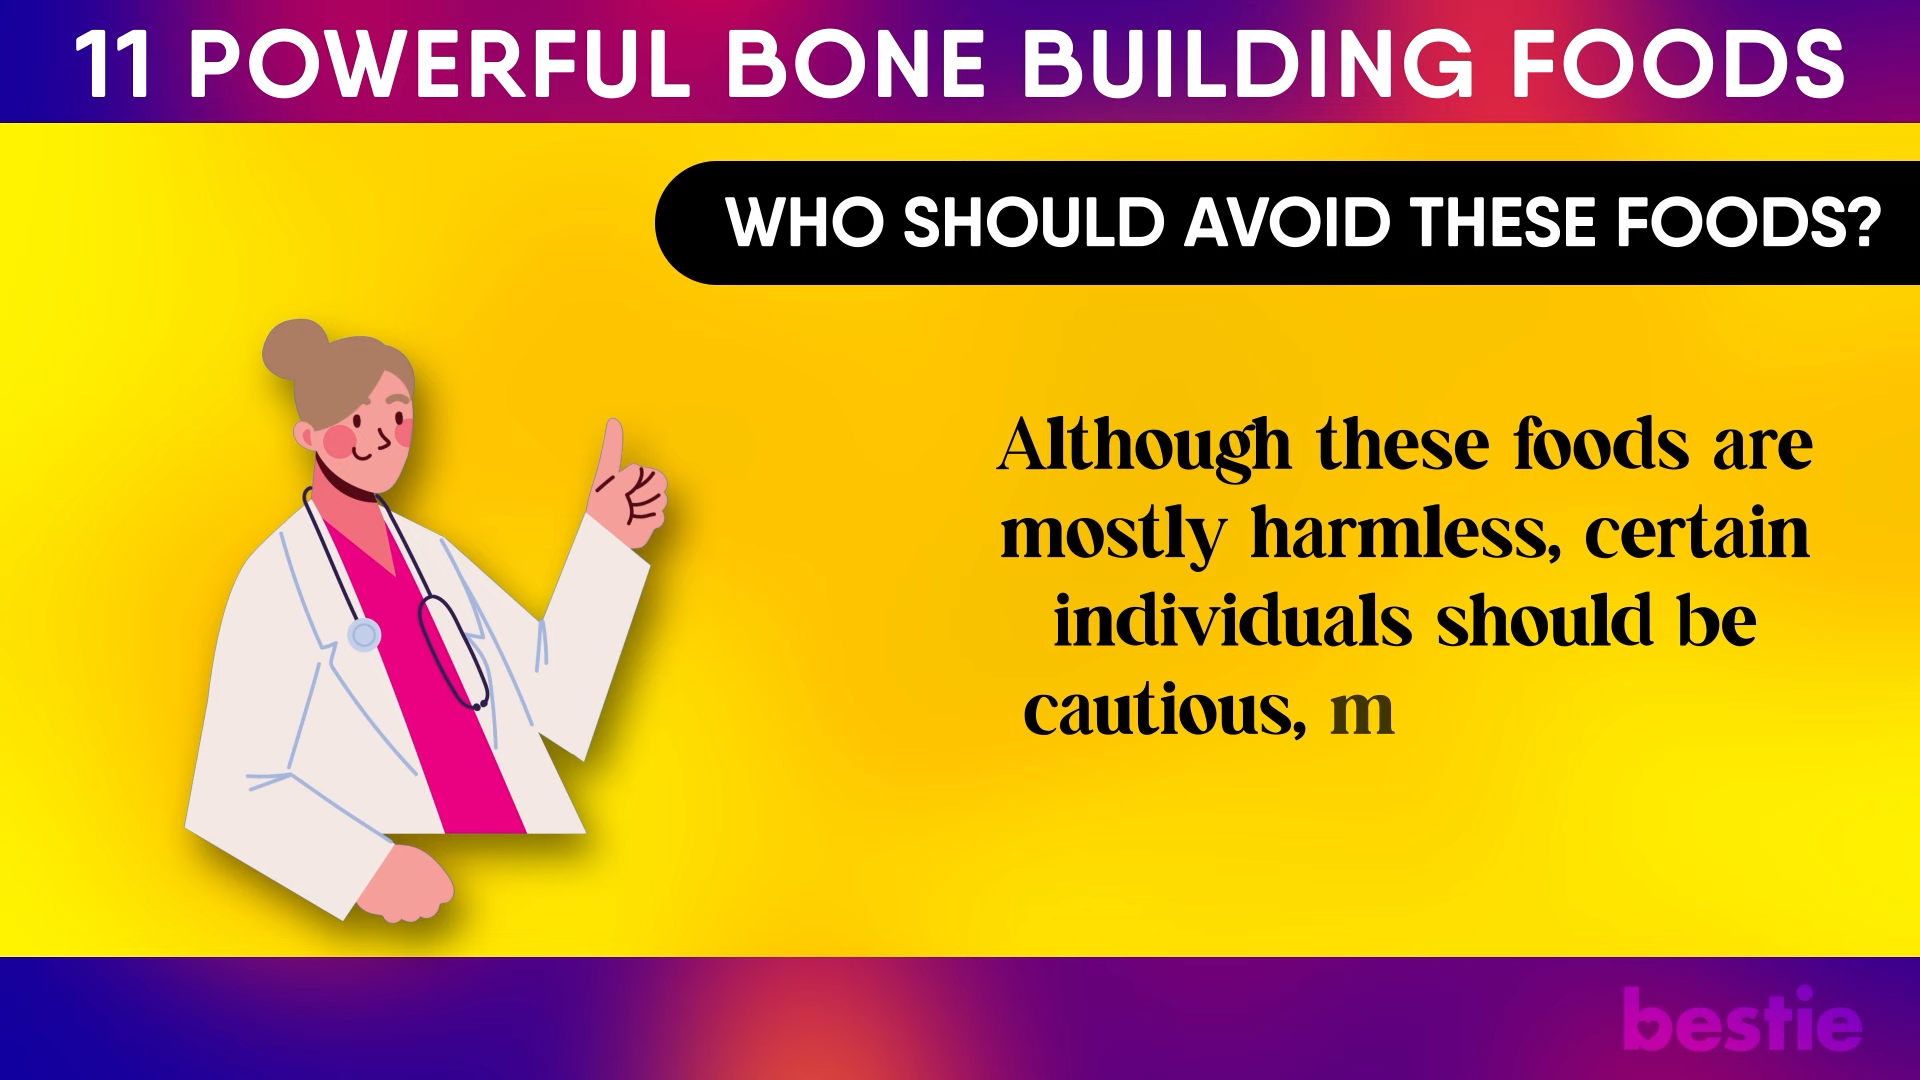 11 POWERFUL BONE BUILDING FOODS
WHO SHOULD AVOID THESE FOODS?
Although these foods are
mostly harmless, certain
individuals should be
cautious, m
bestie